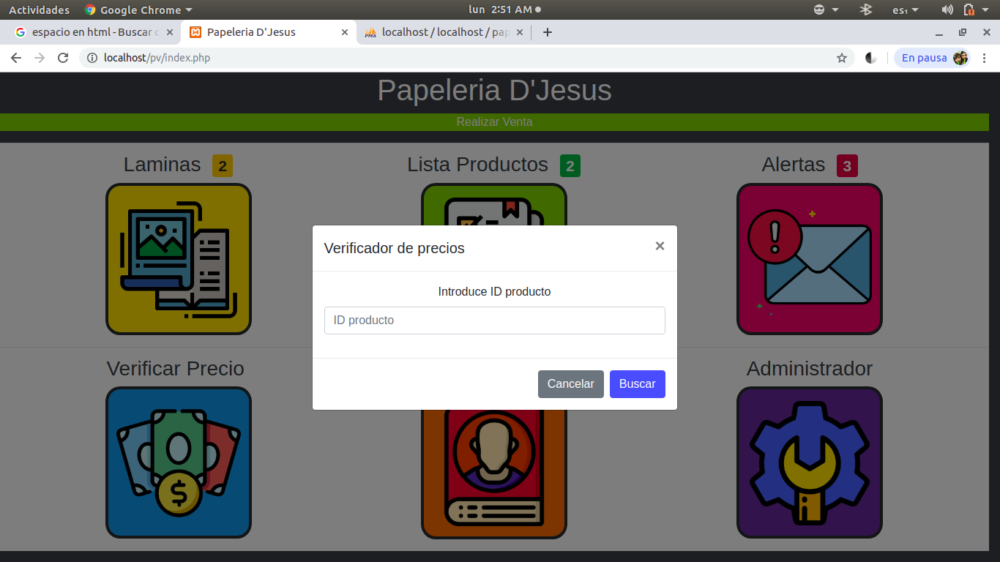 Actividades Google Chrome lun 2:51 AM es₁
espacio en html - Buscar c Papeleria D'Jesus localhost / localhost / pap
localhost/pv/index.php En pausa
Papeleria D'Jesus
Realizar Venta
Laminas 2 Lista Productos 2 Alertas 3
Verificador de precios ×
Introduce ID producto
ID producto
Cancelar Buscar
Verificar Precio Administrador